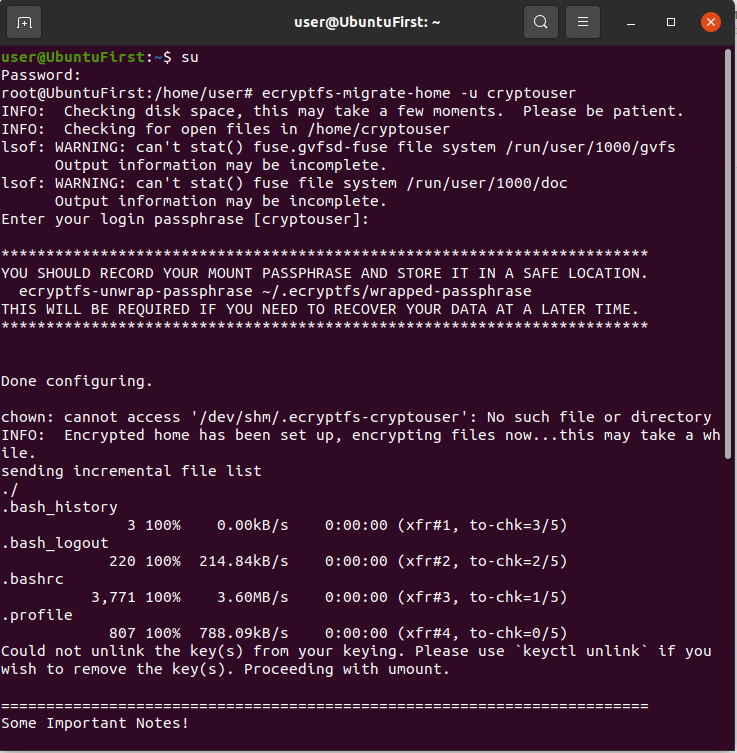 user@UbuntuFirst: ~
user@UbuntuFirst:~$ su
Password:
root@UbuntuFirst:/home/user# ecryptfs-migrate-home -u cryptouser
INFO:  Checking disk space, this may take a few moments.  Please be patient.
INFO:  Checking for open files in /home/cryptouser
lsof: WARNING: can't stat() fuse.gvfsd-fuse file system /run/user/1000/gvfs
      Output information may be incomplete.
lsof: WARNING: can't stat() fuse file system /run/user/1000/doc
      Output information may be incomplete.
Enter your login passphrase [cryptouser]:
************************************************************************
YOU SHOULD RECORD YOUR MOUNT PASSPHRASE AND STORE IT IN A SAFE LOCATION.
  ecryptfs-unwrap-passphrase ~/.ecryptfs/wrapped-passphrase
THIS WILL BE REQUIRED IF YOU NEED TO RECOVER YOUR DATA AT A LATER TIME.
************************************************************************
Done configuring.
chown: cannot access '/dev/shm/.ecryptfs-cryptouser': No such file or directory
INFO:  Encrypted home has been set up, encrypting files now...this may take a wh
ile.
sending incremental file list
./
.bash_history
              3 100%    0.00kB/s    0:00:00 (xfr#1, to-chk=3/5)
.bash_logout
            220 100%  214.84kB/s    0:00:00 (xfr#2, to-chk=2/5)
.bashrc
          3,771 100%    3.60MB/s    0:00:00 (xfr#3, to-chk=1/5)
.profile
            807 100%  788.09kB/s    0:00:00 (xfr#4, to-chk=0/5)
Could not unlink the key(s) from your keying. Please use `keyctl unlink` if you
wish to remove the key(s). Proceeding with umount.
========================================================================
Some Important Notes!